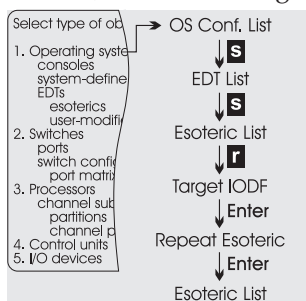 Select type of ob
1. Operating syste
consoles
system-define
EDTs
esoterics
user-modifi
2. Switches
ports
switch config
port matri
3. Processors
channel sub
partitions
channel p
4. Control units
5. I/O devices
OS Conf. List
s
EDT List
s
Esoteric List
r
Target IODF
Enter
Repeat Esoteric
Enter
Esoteric List